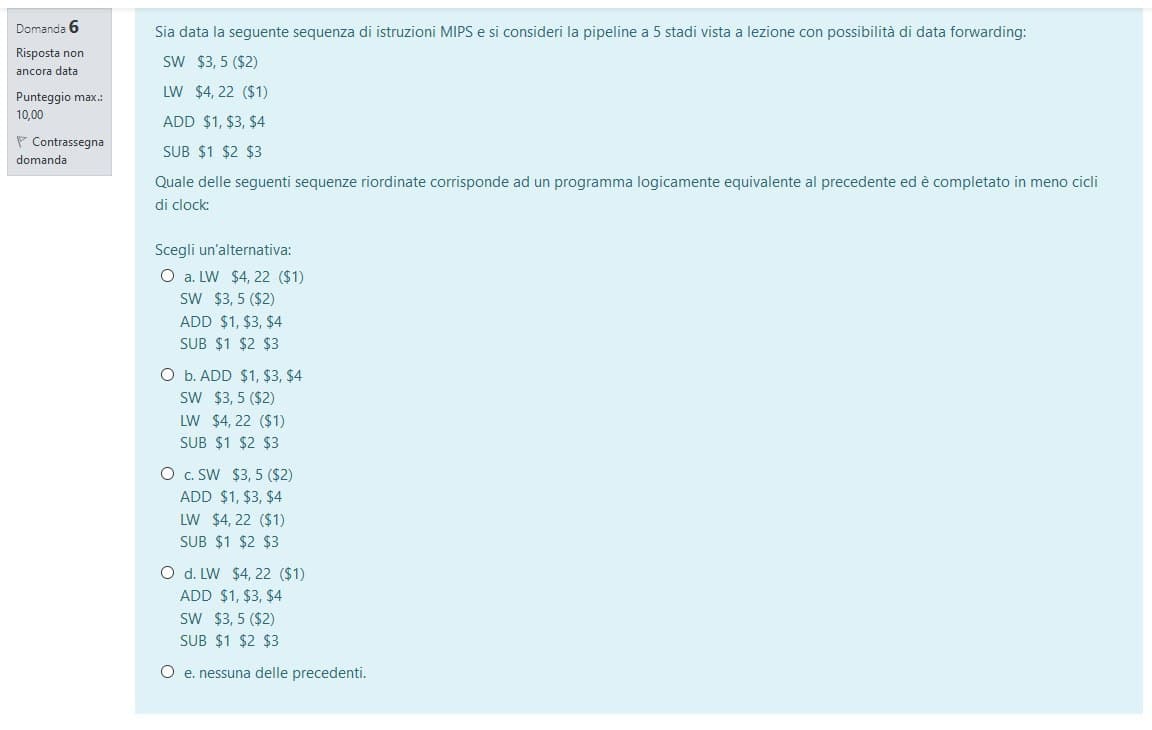 Domanda 6
Risposta non
ancora data
Punteggio max.:
10,00
Contrassegna
domanda
Sia data la seguente sequenza di istruzioni MIPS e si consideri la pipeline a 5 stadi vista a lezione con possibilità di data forwarding:
SW $3, 5 ($2)
LW $4, 22 ($1)
ADD $1, $3, $4
SUB $1 $2 $3
Quale delle seguenti sequenze riordinate corrisponde ad un programma logicamente equivalente al precedente ed è completato in meno cicli
di clock:
Scegli un'alternativa:
a. LW $4, 22 ($1)
SW $3, 5 ($2)
ADD $1, $3, $4
SUB $1 $2 $3
b. ADD $1, $3, $4
SW $3, 5 ($2)
LW $4, 22 ($1)
SUB $1 $2 $3
c. SW $3, 5 ($2)
ADD $1, $3, $4
LW $4, 22 ($1)
SUB $1 $2 $3
d. LW $4, 22 ($1)
ADD $1, $3, $4
SW $3, 5 ($2)
SUB $1 $2 $3
e. nessuna delle precedenti.